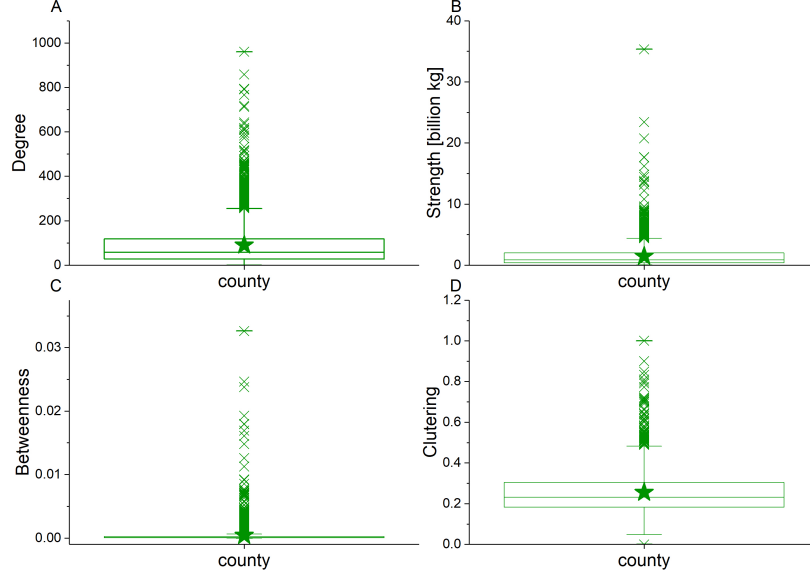 A
1000
800
600
400
200
0
Degree
county
B
40
30
20
10
0
Strength [billion kg]
county
C
0.03
0.02
0.01
0.00
Betweenness
county
D
1.2
1.0
0.8
0.6
0.4
0.2
0.0
Clutering
county